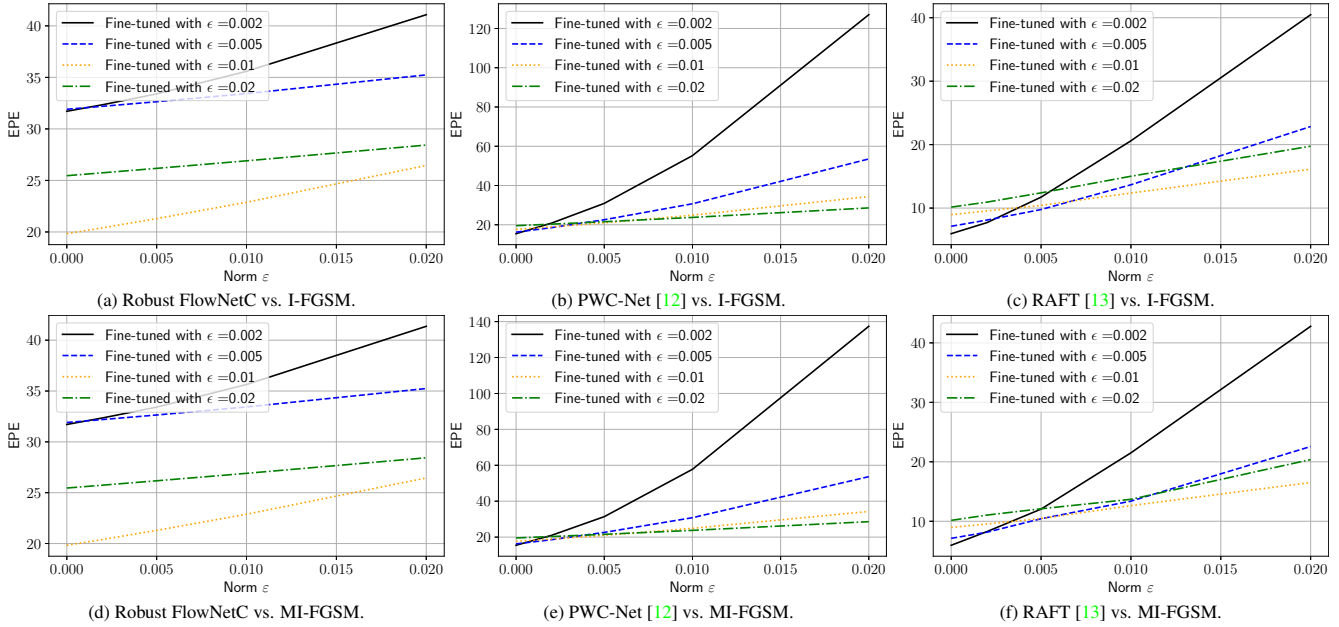 40
35
30
25
20
EPE
Fine-tuned with ϵ =0.002
Fine-tuned with ϵ =0.005
Fine-tuned with ϵ =0.01
Fine-tuned with ϵ =0.02
0.000 0.005 0.010 0.015 0.020
Norm ε
(a) Robust FlowNetC vs. I-FGSM.
120
100
80
60
40
20
EPE
Fine-tuned with ϵ =0.002
Fine-tuned with ϵ =0.005
Fine-tuned with ϵ =0.01
Fine-tuned with ϵ =0.02
0.000 0.005 0.010 0.015 0.020
Norm ε
(b) PWC-Net [12] vs. I-FGSM.
40
30
20
10
EPE
Fine-tuned with ϵ =0.002
Fine-tuned with ϵ =0.005
Fine-tuned with ϵ =0.01
Fine-tuned with ϵ =0.02
0.000 0.005 0.010 0.015 0.020
Norm ε
(c) RAFT [13] vs. I-FGSM.
40
35
30
25
20
EPE
Fine-tuned with ϵ =0.002
Fine-tuned with ϵ =0.005
Fine-tuned with ϵ =0.01
Fine-tuned with ϵ =0.02
0.000 0.005 0.010 0.015 0.020
Norm ε
(d) Robust FlowNetC vs. MI-FGSM.
140
120
100
80
60
40
20
EPE
Fine-tuned with ϵ =0.002
Fine-tuned with ϵ =0.005
Fine-tuned with ϵ =0.01
Fine-tuned with ϵ =0.02
0.000 0.005 0.010 0.015 0.020
Norm ε
(e) PWC-Net [12] vs. MI-FGSM.
40
30
20
10
EPE
Fine-tuned with ϵ =0.002
Fine-tuned with ϵ =0.005
Fine-tuned with ϵ =0.01
Fine-tuned with ϵ =0.02
0.000 0.005 0.010 0.015 0.020
Norm ε
(f) RAFT [13] vs. MI-FGSM.